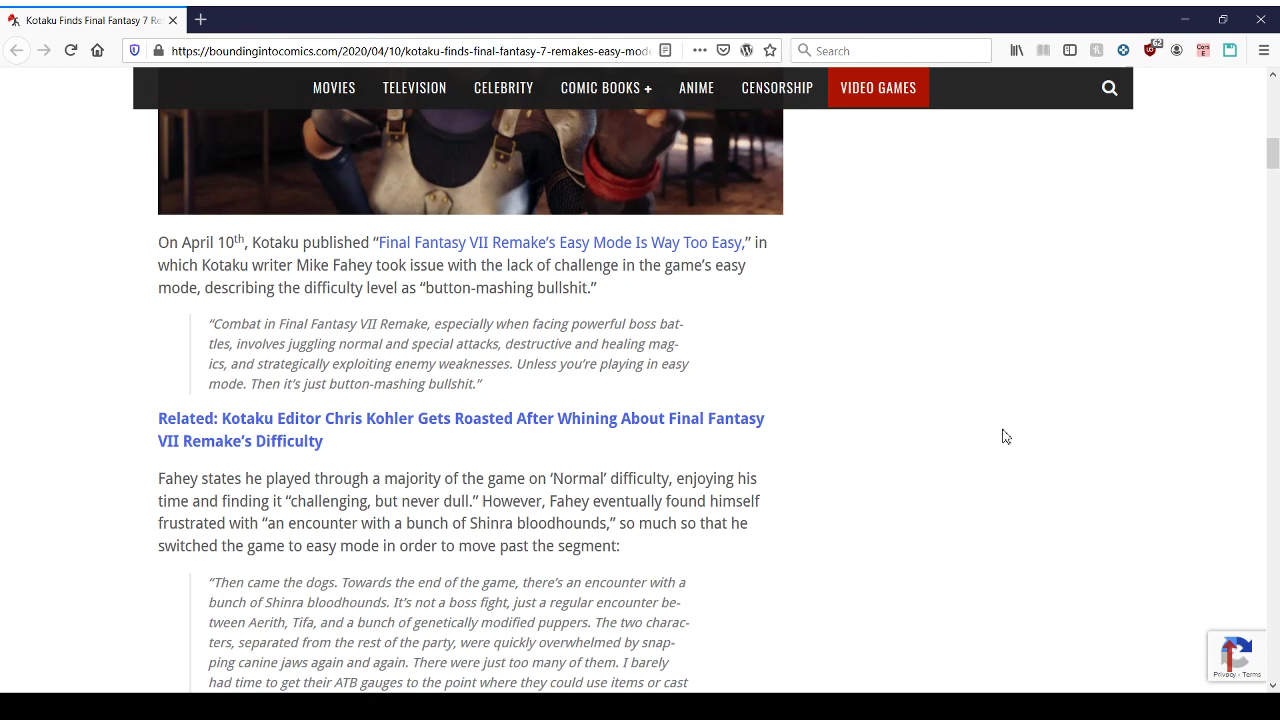 Kotaku Finds Final Fantasy 7 Re
https://boundingintocomics.com/2020/04/10/kotaku-finds-final-fantasy-7-remakes-easy-mod
Search
62
MOVIES TELEVISION CELEBRITY COMIC BOOKS + ANIME CENSORSHIP VIDEO GAMES
On April 10th, Kotaku published “Final Fantasy VII Remake’s Easy Mode Is Way Too Easy,” in
which Kotaku writer Mike Fahey took issue with the lack of challenge in the game’s easy
mode, describing the difficulty level as “button-mashing bullshit.”
“Combat in Final Fantasy VII Remake, especially when facing powerful boss bat-
tles, involves juggling normal and special attacks, destructive and healing mag-
ics, and strategically exploiting enemy weaknesses. Unless you’re playing in easy
mode. Then it’s just button-mashing bullshit.”
Related: Kotaku Editor Chris Kohler Gets Roasted After Whining About Final Fantasy
VII Remake’s Difficulty
Fahey states he played through a majority of the game on ‘Normal’ difficulty, enjoying his
time and finding it “challenging, but never dull.” However, Fahey eventually found himself
frustrated with “an encounter with a bunch of Shinra bloodhounds,” so much so that he
switched the game to easy mode in order to move past the segment:
“Then came the dogs. Towards the end of the game, there’s an encounter with a
bunch of Shinra bloodhounds. It’s not a boss fight, just a regular encounter be-
tween Aerith, Tifa, and a bunch of genetically modified puppers. The two charac-
ters, separated from the rest of the party, were quickly overwhelmed by snap-
ping canine jaws again and again. There were just too many of them. I barely
had time to get their ATB gauges to the point where they could use items or cast
Privacy - Terms